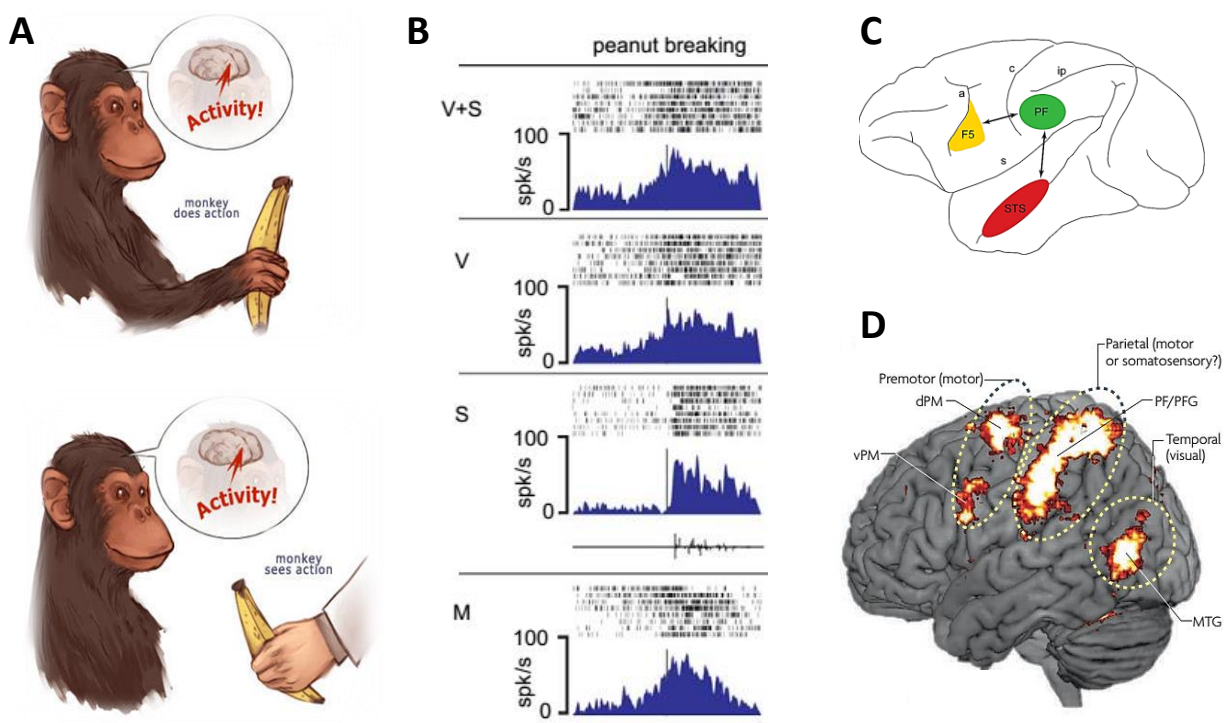 A
Activity!
monkey
does action
Activity!
monkey
sees action
B
peanut breaking
V+S
100
spk/s
0
V
100
spk/s
0
S
100
spk/s
0
M
100
spk/s
0
C
c
ip
a
PF
F5
s
STS
D
Parietal (motor
or somatosensory?)
Premotor (motor)
dPM
PF/PFG
Temporal
(visual)
vPM
MTG